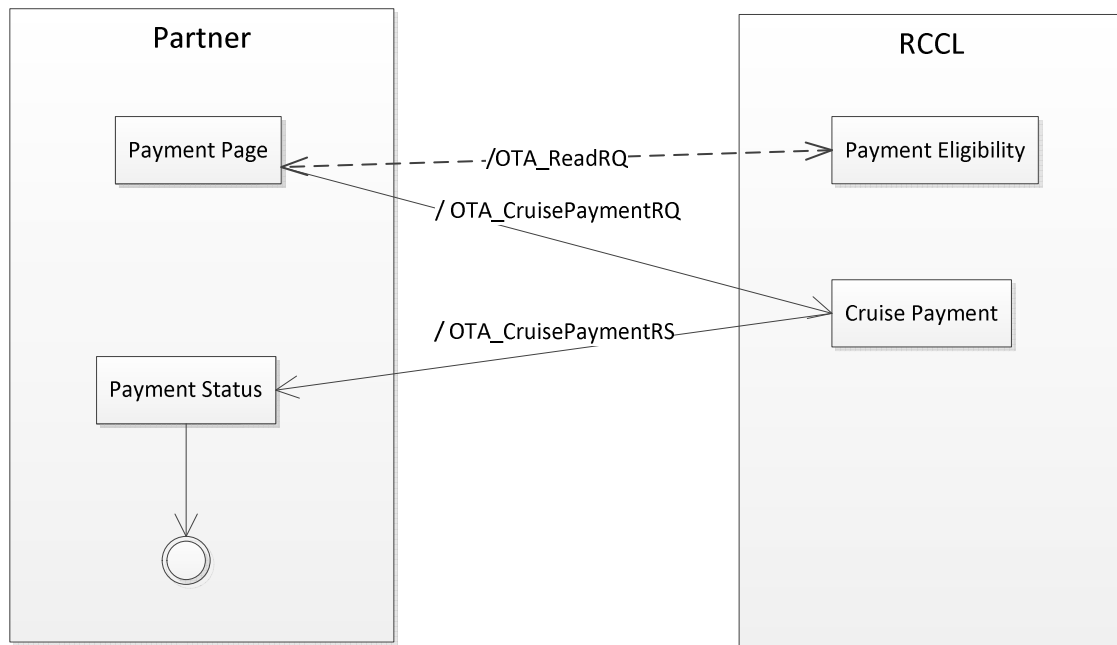 Partner
RCCL
Payment Page
/OTA_ReadRQ
Payment Eligibility
/ OTA_CruisePaymentRQ
Cruise Payment
/ OTA_CruisePaymentRS
Payment Status